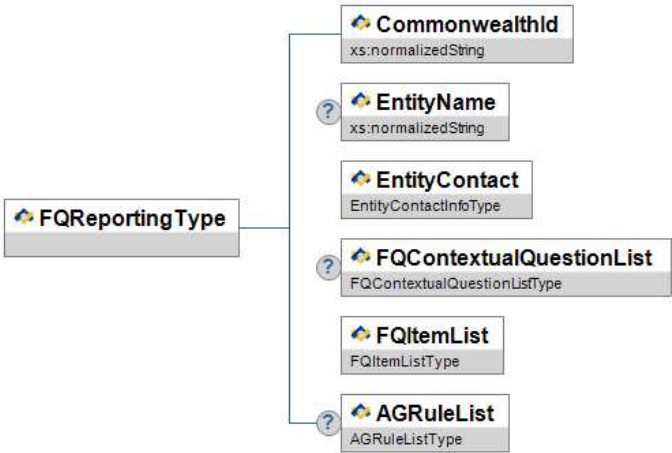 CommonwealthId
xs:normalizedString
?
EntityName
xs:normalizedString
EntityContact
EntityContactInfoType
FQReportingType
?
FQContextualQuestionList
FQContextualQuestionListType
FQItemList
FQItemListType
?
AGRuleList
AGRuleListType